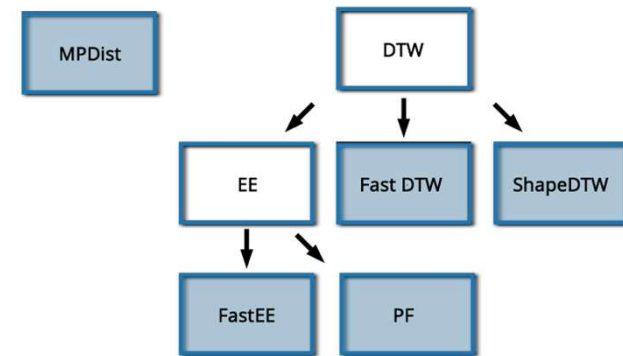 MPDist
DTW
EE
Fast DTW
ShapeDTW
FastEE
PF